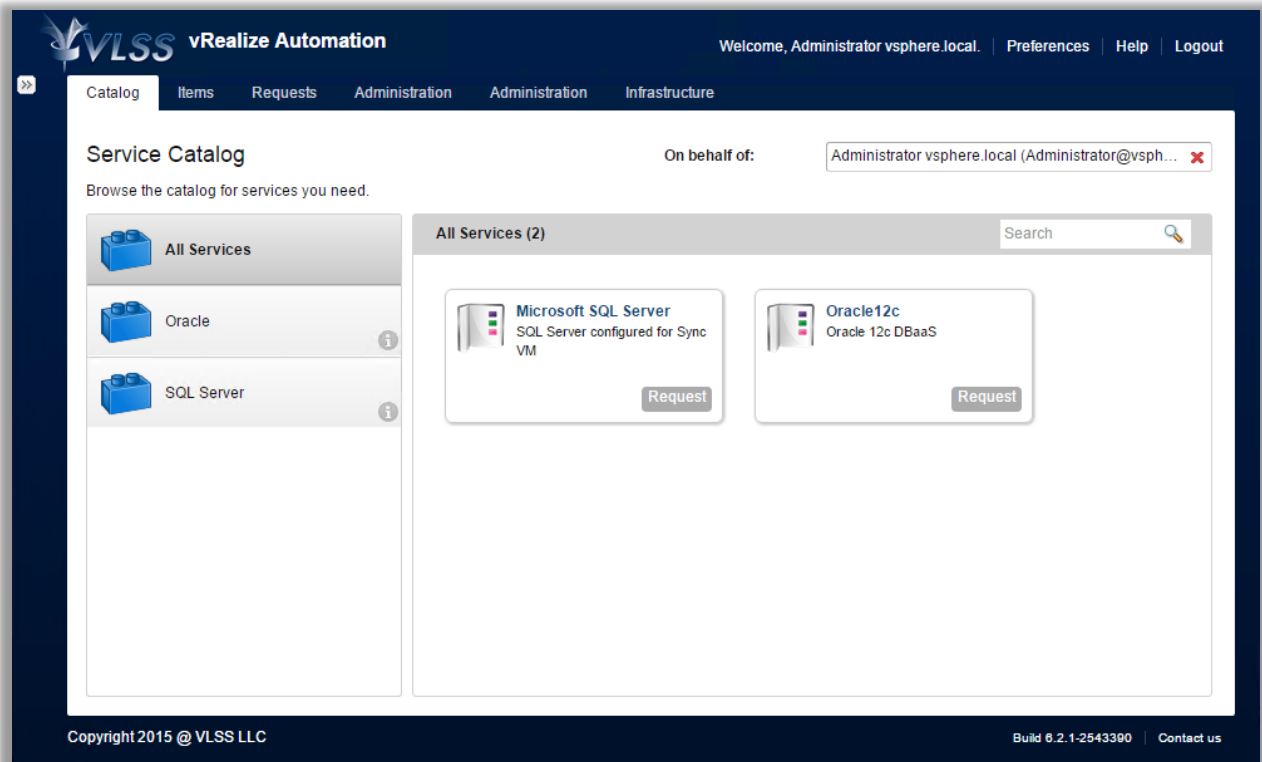 VLSS vRealize Automation
Welcome, Administrator vsphere.local. Preferences Help Logout
Catalog Items Requests Administration Administration Infrastructure
Service Catalog
On behalf of: Administrator vsphere.local (Administrator@vsph...
Browse the catalog for services you need.
All Services
Oracle
SQL Server
All Services (2)
Search
Microsoft SQL Server
SQL Server configured for Sync
VM
Request
Oracle12c
Oracle 12c DBaaS
Request
Copyright 2015 @ VLSS LLC
Build 6.2.1-2543390 Contact us